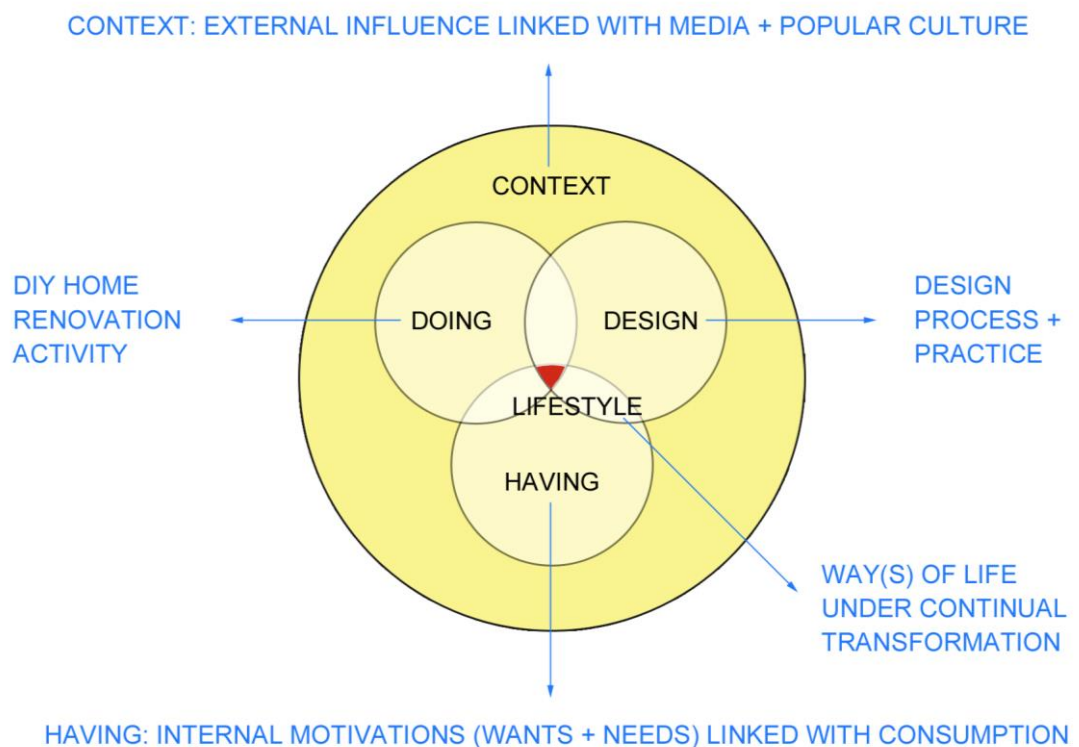 CONTEXT: EXTERNAL INFLUENCE LINKED WITH MEDIA + POPULAR CULTURE
CONTEXT
DIY HOME
RENOVATION
ACTIVITY
DOING
DESIGN
DESIGN
PROCESS +
PRACTICE
LIFESTYLE
HAVING
WAY(S) OF LIFE
UNDER CONTINUAL
TRANSFORMATION
HAVING: INTERNAL MOTIVATIONS (WANTS + NEEDS) LINKED WITH CONSUMPTION